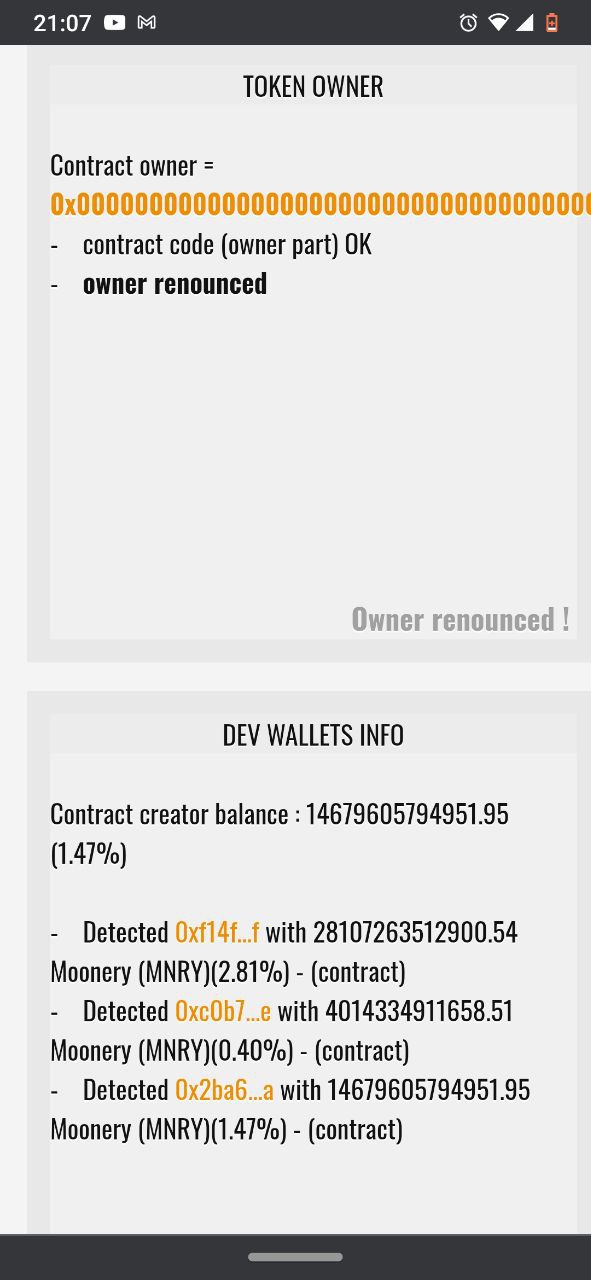 21:07
TOKEN OWNER
Contract owner =
0x000000000000000000000000000000000000
- contract code (owner part) OK
- owner renounced
Owner renounced !
DEV WALLETS INFO
Contract creator balance : 14679605794951.95
(1.47%)
- Detected 0xf14f...f with 28107263512900.54
Moonery (MNRY)(2.81%) - (contract)
- Detected 0xc0b7...e with 4014334911658.51
Moonery (MNRY)(0.40%) - (contract)
- Detected 0x2ba6...a with 14679605794951.95
Moonery (MNRY)(1.47%) - (contract)